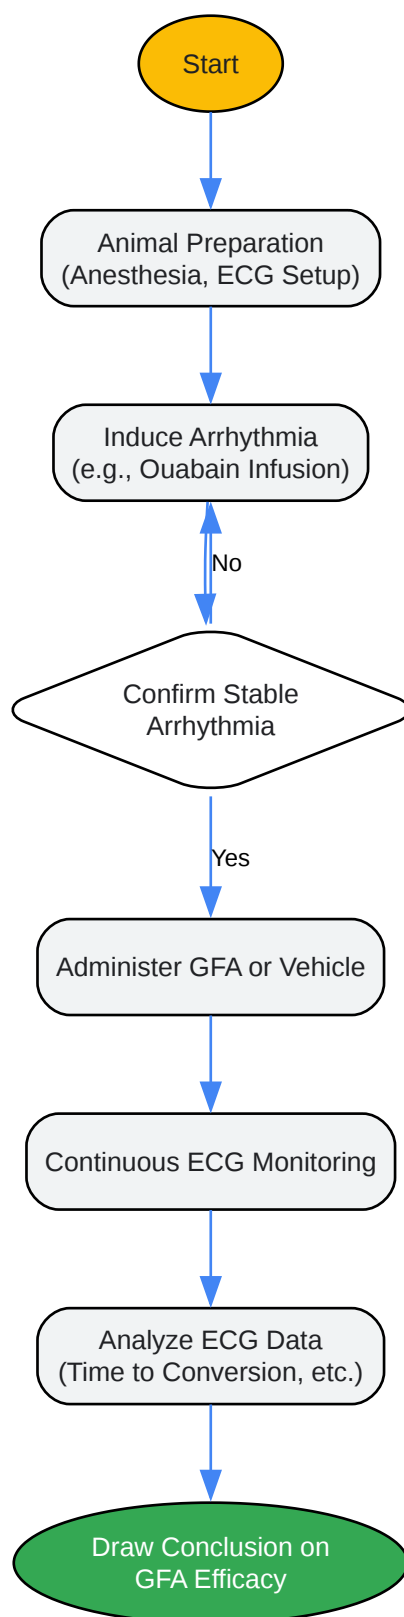 Start
Animal Preparation
(Anesthesia, ECG Setup)
Induce Arrhythmia
(e.g., Ouabain Infusion)
No
Confirm Stable
Arrhythmia
Yes
Administer GFA or Vehicle
Continuous ECG Monitoring
Analyze ECG Data
(Time to Conversion, etc.)
Draw Conclusion on
GFA Efficacy